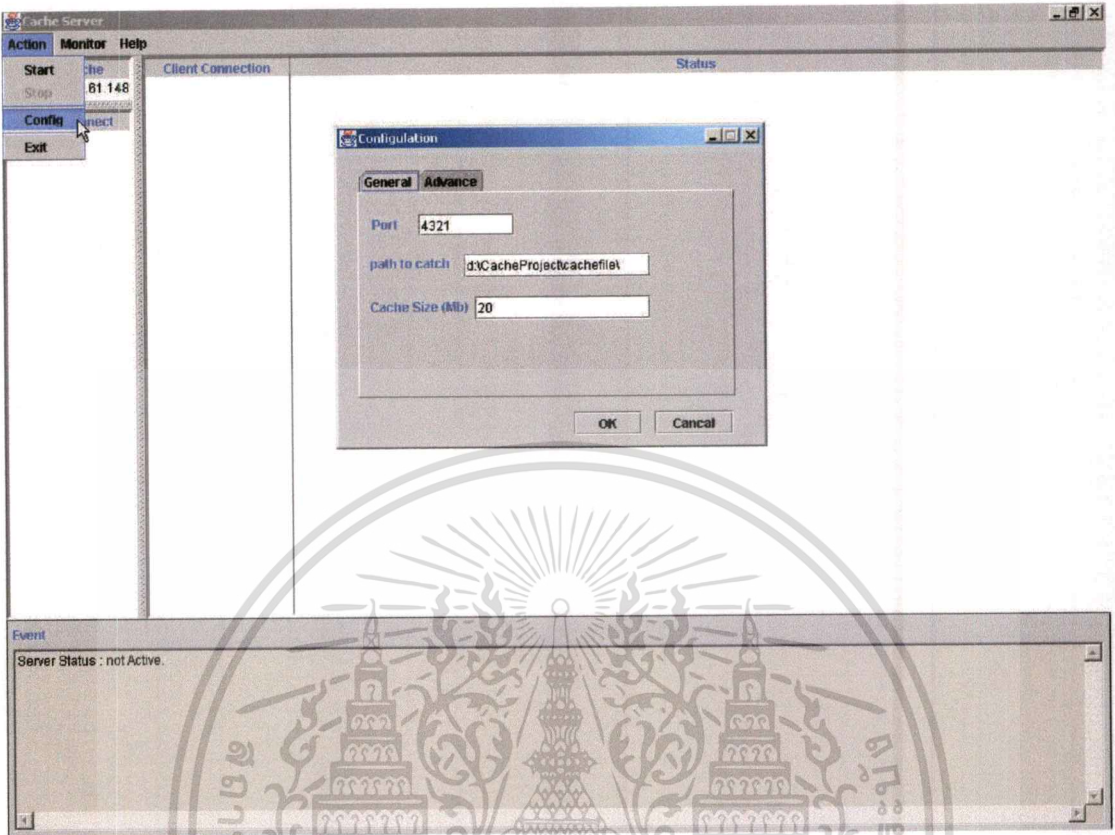 Cache Server
Action Monitor Help
Start
Stop
Config
Exit
che
.61.148
nnect
Client Connection
Status
Configulation
General Advance
Port 4321
path to catch d:\CacheProject\cachefile\
Cache Size (Mb) 20
OK Cancal
Event
Server Status : not Active.